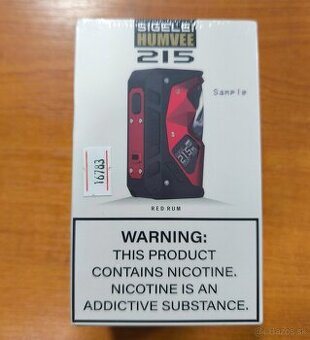 SIGELEI
HUMVEE
215
Sample
16783
RED RUM
WARNING:
THIS PRODUCT
CONTAINS NICOTINE.
NICOTINE IS AN
ADDICTIVE SUBSTANCE.